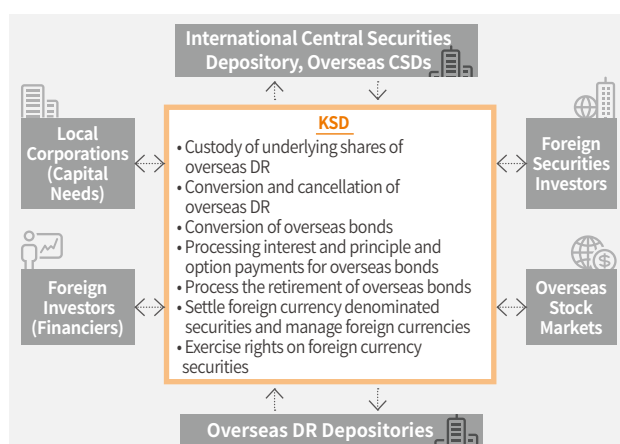 International Central Securities
Depository, Overseas CSDs
Local
Corporations
(Capital
Needs)
Foreign
Investors
(Financiers)
KSD
• Custody of underlying shares of
overseas DR
• Conversion and cancellation of
overseas DR
• Conversion of overseas bonds
• Processing interest and principle and
option payments for overseas bonds
• Process the retirement of overseas bonds
• Settle foreign currency denominated
securities and manage foreign currencies
• Exercise rights on foreign currency
securities
Foreign
Securities
Investors
$
Overseas
Stock
Markets
Overseas DR Depositories